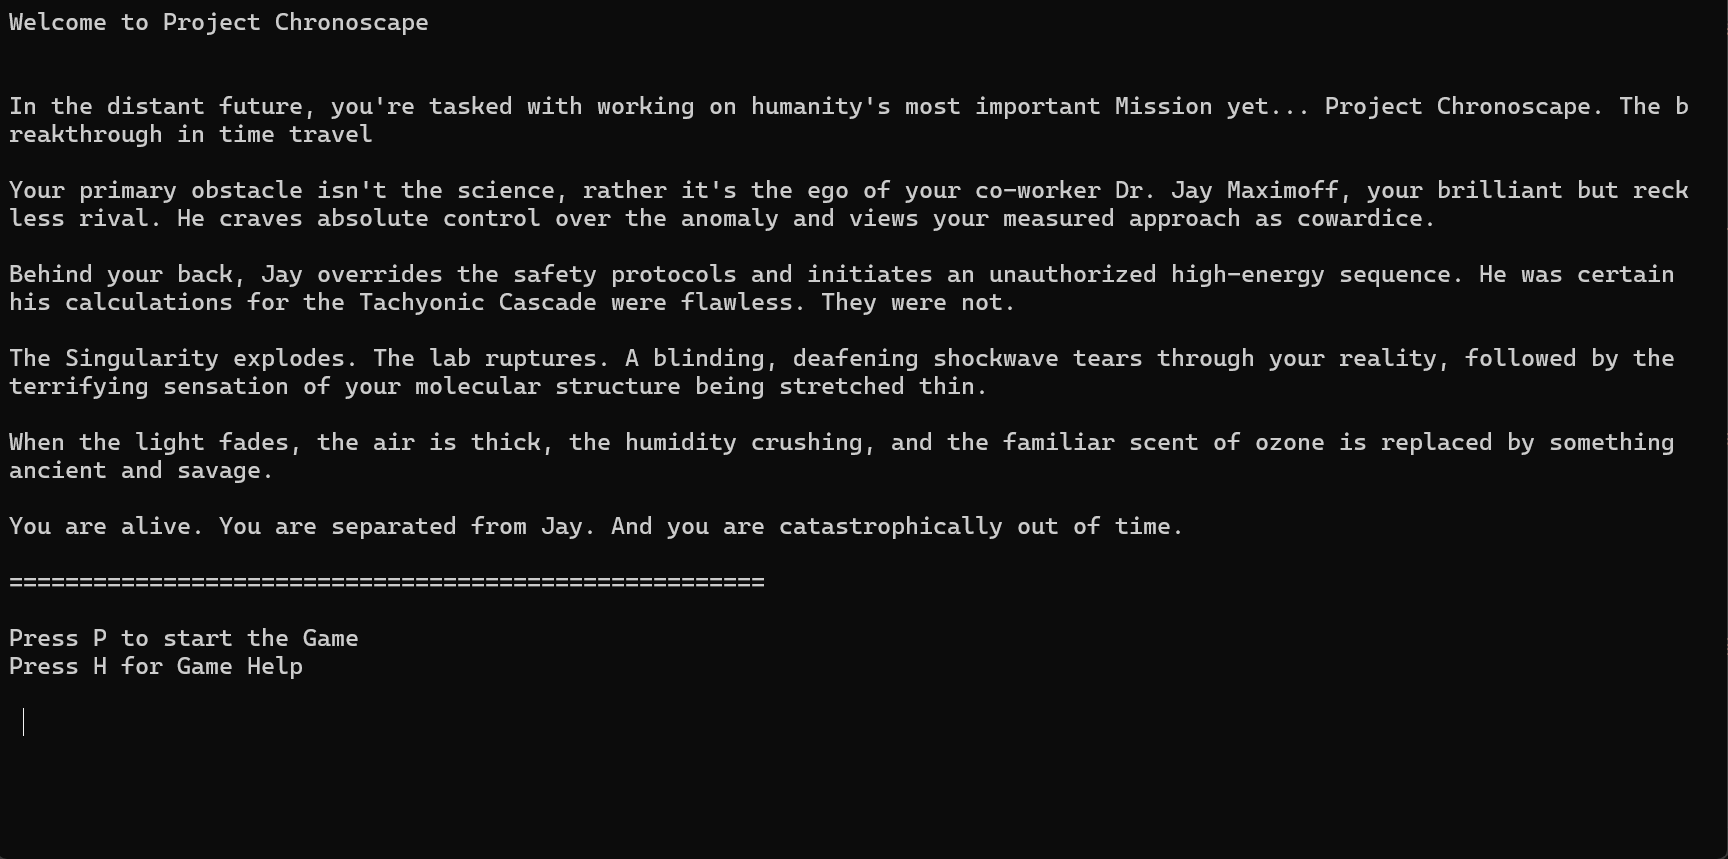 Welcome to Project Chronoscape
In the distant future, you're tasked with working on humanity's most important Mission yet... Project Chronoscape. The b
reakthrough in time travel
Your primary obstacle isn't the science, rather it's the ego of your co-worker Dr. Jay Maximoff, your brilliant but reck
less rival. He craves absolute control over the anomaly and views your measured approach as cowardice.
Behind your back, Jay overrides the safety protocols and initiates an unauthorized high-energy sequence. He was certain
his calculations for the Tachyonic Cascade were flawless. They were not.
The Singularity explodes. The lab ruptures. A blinding, deafening shockwave tears through your reality, followed by the
terrifying sensation of your molecular structure being stretched thin.
When the light fades, the air is thick, the humidity crushing, and the familiar scent of ozone is replaced by something
ancient and savage.
You are alive. You are separated from Jay. And you are catastrophically out of time.
======================================================
Press P to start the Game
Press H for Game Help